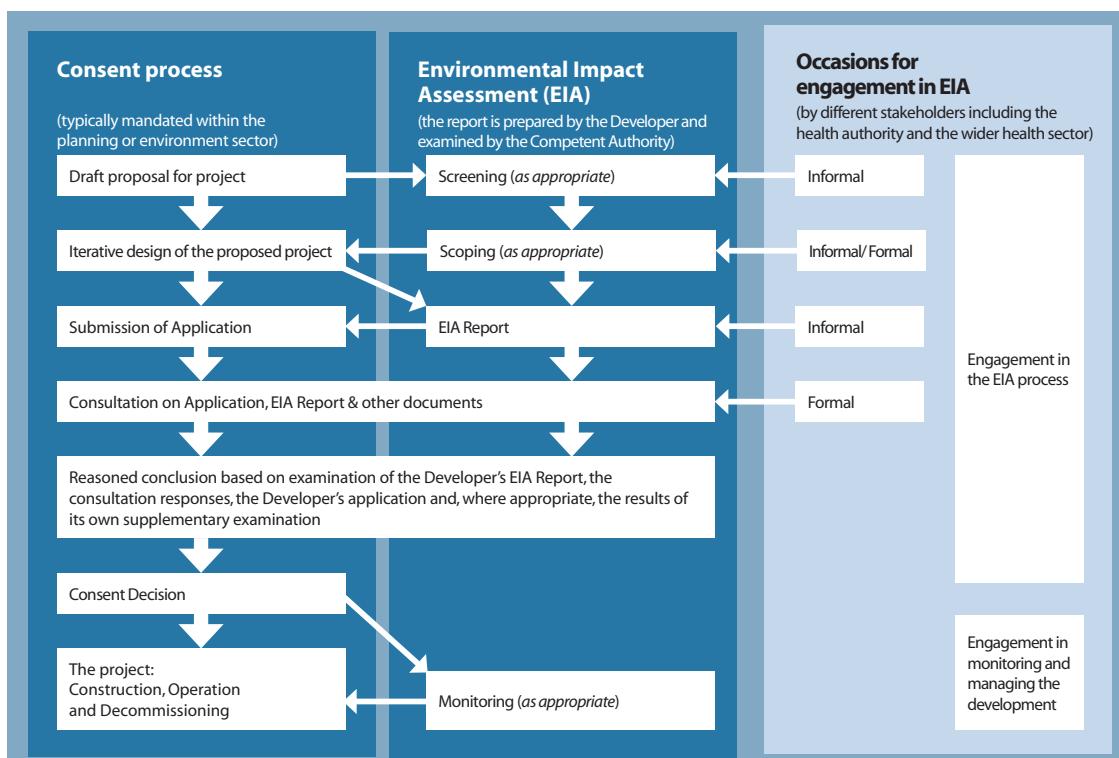 Consent process
(typically mandated within the
planning or environment sector)
Environmental Impact
Assessment (EIA)
(the report is prepared by the Developer and
examined by the Competent Authority)
Occasions for
engagement in EIA
(by different stakeholders including the
health authority and the wider health sector)
Draft proposal for project
Screening (as appropriate)
Informal
Iterative design of the proposed project
Scoping (as appropriate)
Informal/ Formal
Submission of Application
EIA Report
Informal
Engagement in
the EIA process
Consultation on Application, EIA Report & other documents
Formal
Reasoned conclusion based on examination of the Developer’s EIA Report, the
consultation responses, the Developer’s application and, where appropriate, the results of
its own supplementary examination
Consent Decision
The project:
Construction, Operation
and Decommissioning
Monitoring (as appropriate)
Engagement in
monitoring and
managing the
development